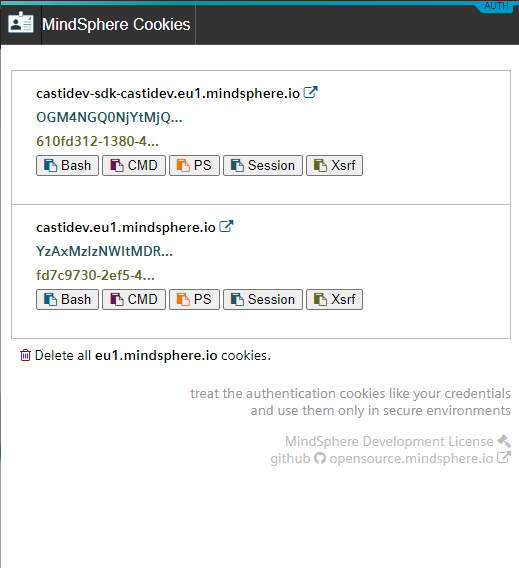 AUTH
MindSphere Cookies
castidev-sdk-castidev.eu1.mindsphere.io
OGM4NGQ0NjYtMjQ...
610fd312-1380-4...
Bash CMD PS Session Xsrf
castidev.eu1.mindsphere.io
YzAxMzIzNWItMDR...
fd7c9730-2ef5-4...
Bash CMD PS Session Xsrf
Delete all eu1.mindsphere.io cookies.
treat the authentication cookies like your credentials
and use them only in secure environments
MindSphere Development License
github opensource.mindsphere.io